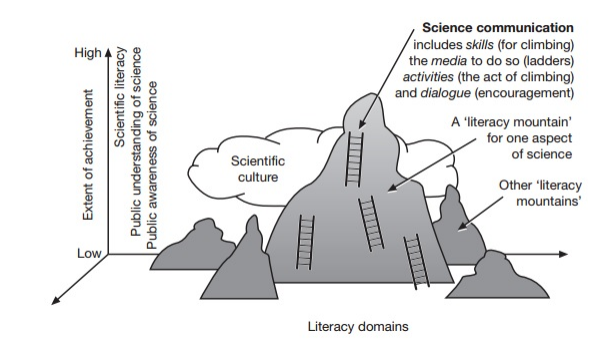 Science communication
includes skills (for climbing)
the media to do so (ladders)
activities (the act of climbing)
and dialogue (encouragement)
High
Extent of achievement
Scientific literacy
Public understanding of science
Public awareness of science
A ‘literacy mountain’
for one aspect
of science
Scientific
culture
Other ‘literacy
mountains’
Low
Literacy domains